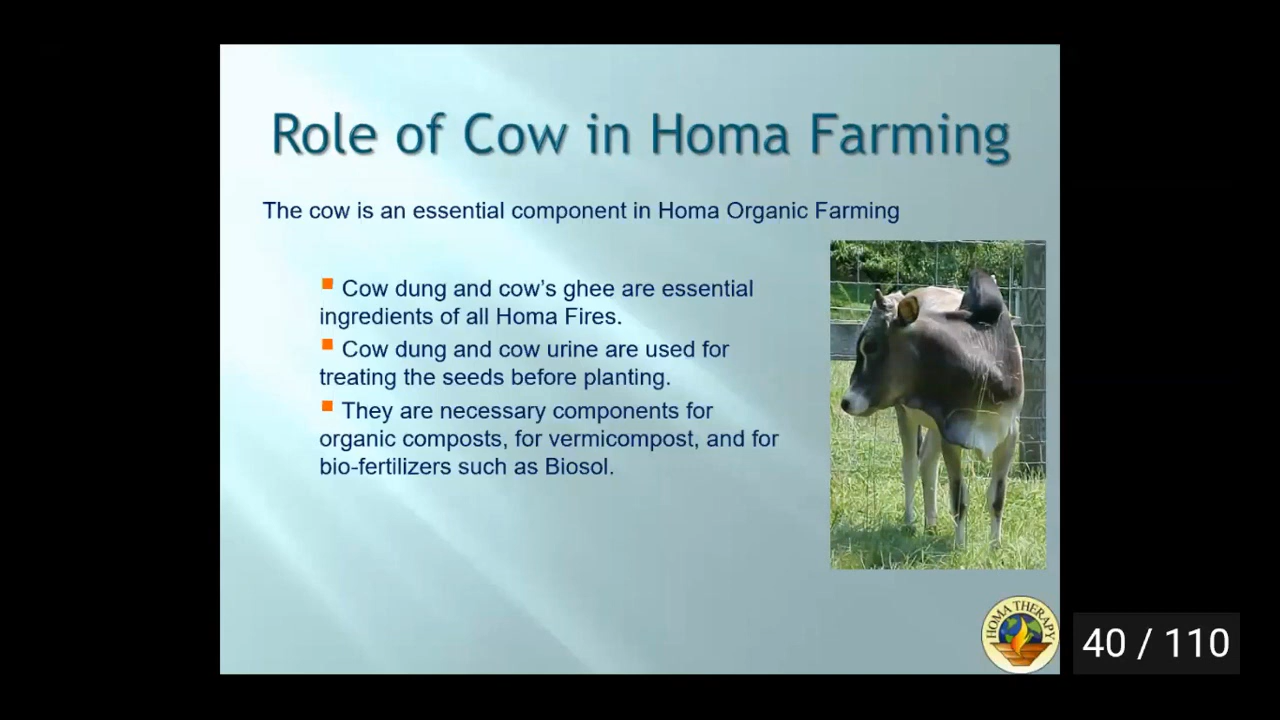 Role of Cow in Homa Farming
The cow is an essential component in Homa Organic Farming
Cow dung and cow’s ghee are essential
ingredients of all Homa Fires.
Cow dung and cow urine are used for
treating the seeds before planting.
They are necessary components for
organic composts, for vermicompost, and for
bio-fertilizers such as Biosol.
HOMA THERAPY
40 / 110